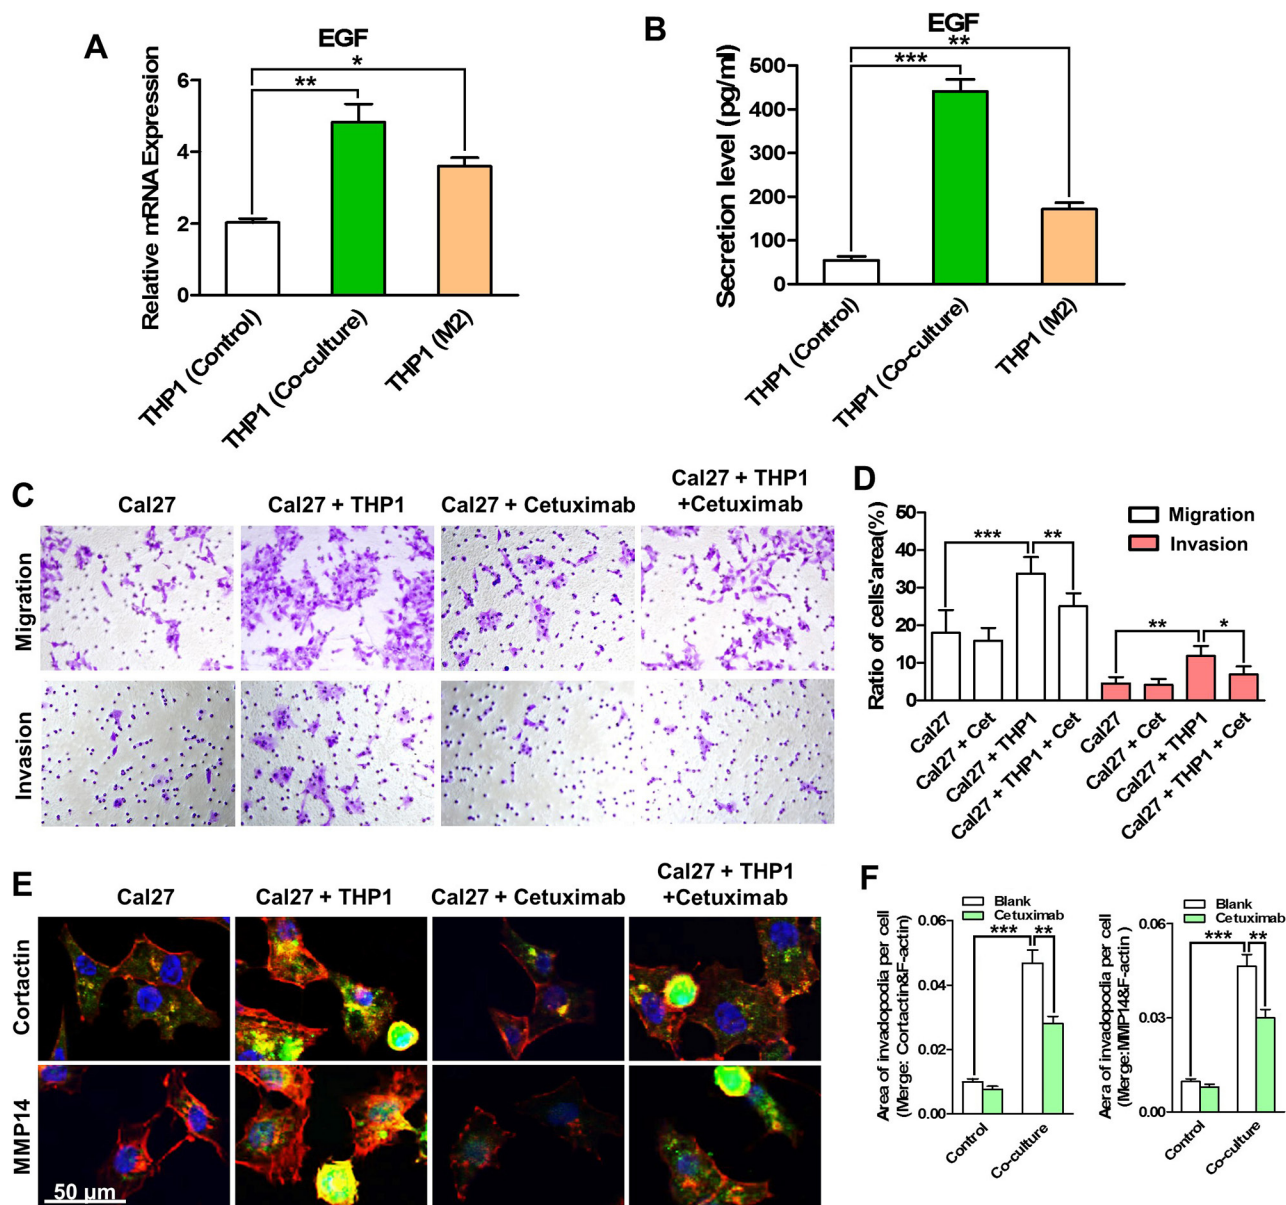 A
EGF
Relative mRNA Expression
6
4
2
0
**
*
THP1 (Control)
THP1 (Co-culture)
THP1 (M2)
B
EGF
Secretion level (pg/ml)
500
400
300
200
100
0
***
**
THP1 (Control)
THP1 (Co-culture)
THP1 (M2)
C
Cal27
Cal27 + THP1
Cal27 + Cetuximab
Cal27 + THP1
+Cetuximab
Migration
Invasion
D
Ratio of cells'area(%)
50
40
30
20
10
0
Migration
Invasion
***
**
**
*
Cal27
Cal27 + Cet
Cal27 + THP1
Cal27 + THP1 + Cet
Cal27
Cal27 + Cet
Cal27 + THP1
Cal27 + THP1 + Cet
E
Cal27
Cal27 + THP1
Cal27 + Cetuximab
Cal27 + THP1
+Cetuximab
Cortactin
MMP14
50 µm
F
Area of invadopodia per cell
(Merge: Cortactin&F-actin)
Blank
Cetuximab
0.06
0.04
0.02
0.00
***
**
Control
Co-culture
Aera of invadopodia per cell
(Merge:MMP14&F-actin )
Blank
Cetuximab
0.06
0.03
0.00
***
**
Control
Co-culture